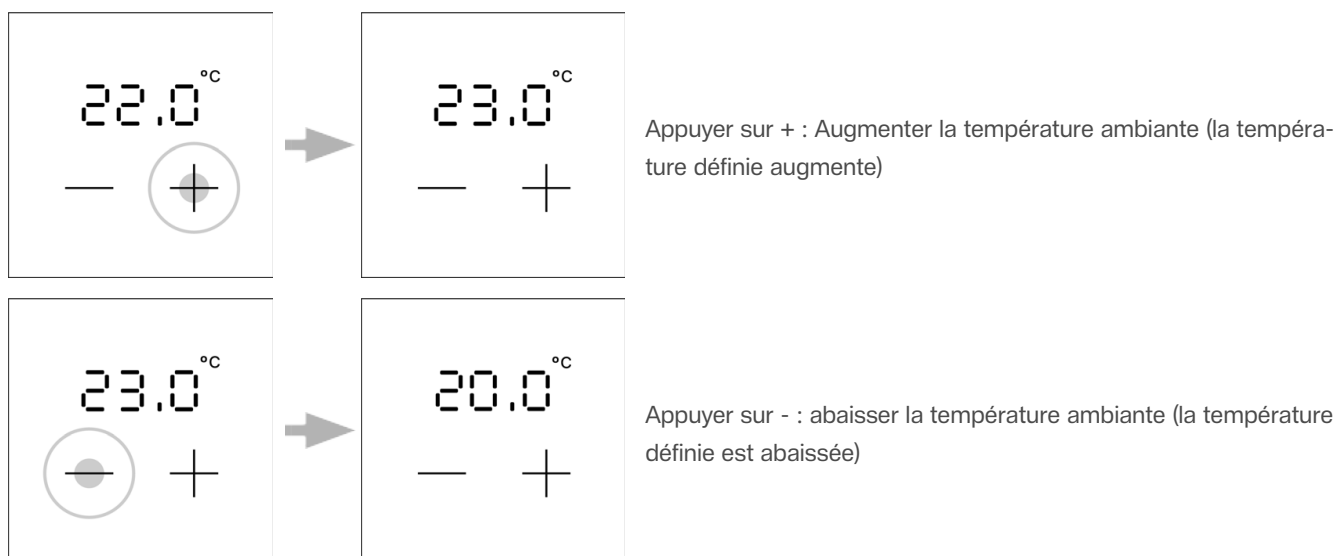 22.0°C
23.0°C
Appuyer sur + : Augmenter la température ambiante (la tempéra-
ture définie augmente)
23.0°C
20.0°C
Appuyer sur - : abaisser la température ambiante (la température
définie est abaissée)